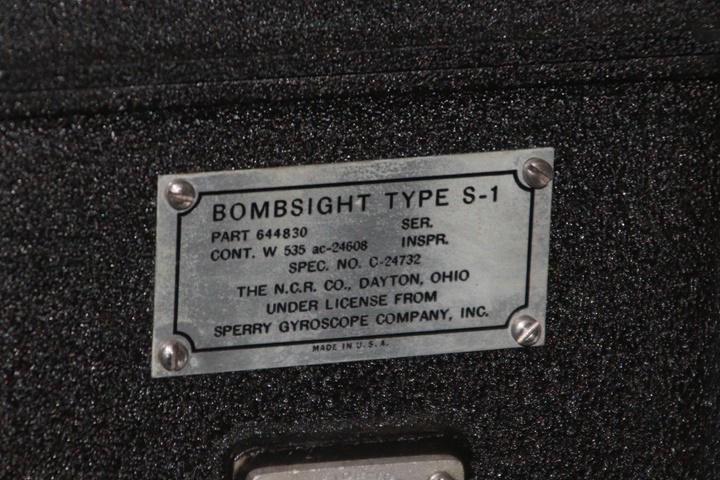 BOMBSIGHT TYPE S-1
PART 644830 SER.
CONT. W 535 ac-24608 INSPR.
SPEC. NO. C-24732
THE N.C.R. CO., DAYTON, OHIO
UNDER LICENSE FROM
SPERRY GYROSCOPE COMPANY, INC.
MADE IN U.S.A.